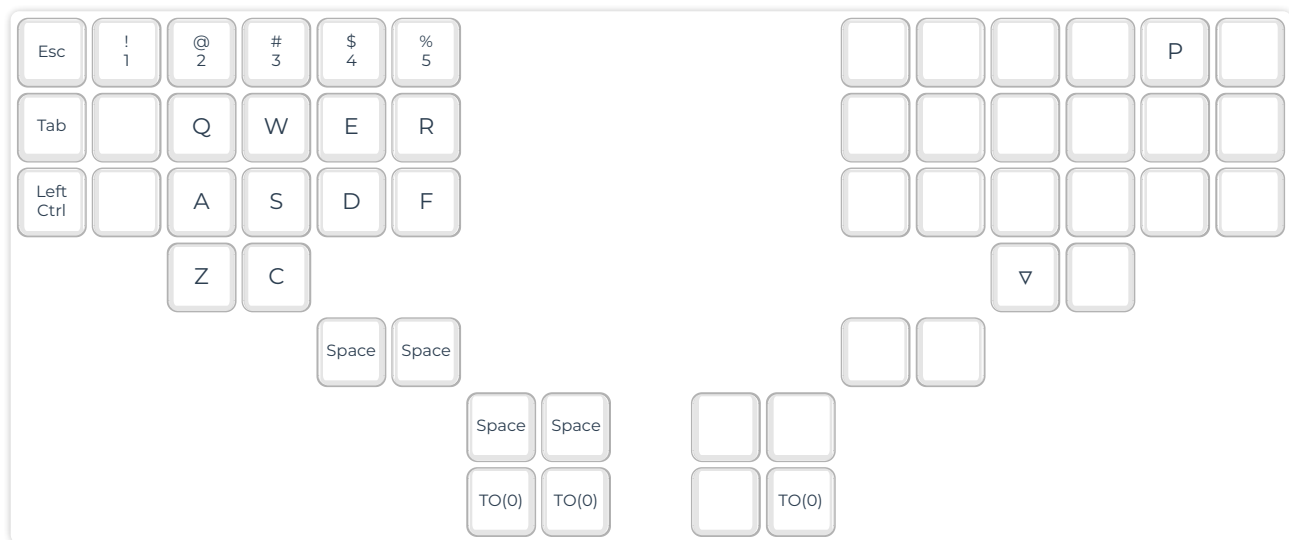 Esc ! @ # $ % P
1 2 3 4 5
Tab Q W E R
Left
Ctrl A S D F
Z C ▽
Space Space
Space Space
TO(0) TO(0) TO(0)